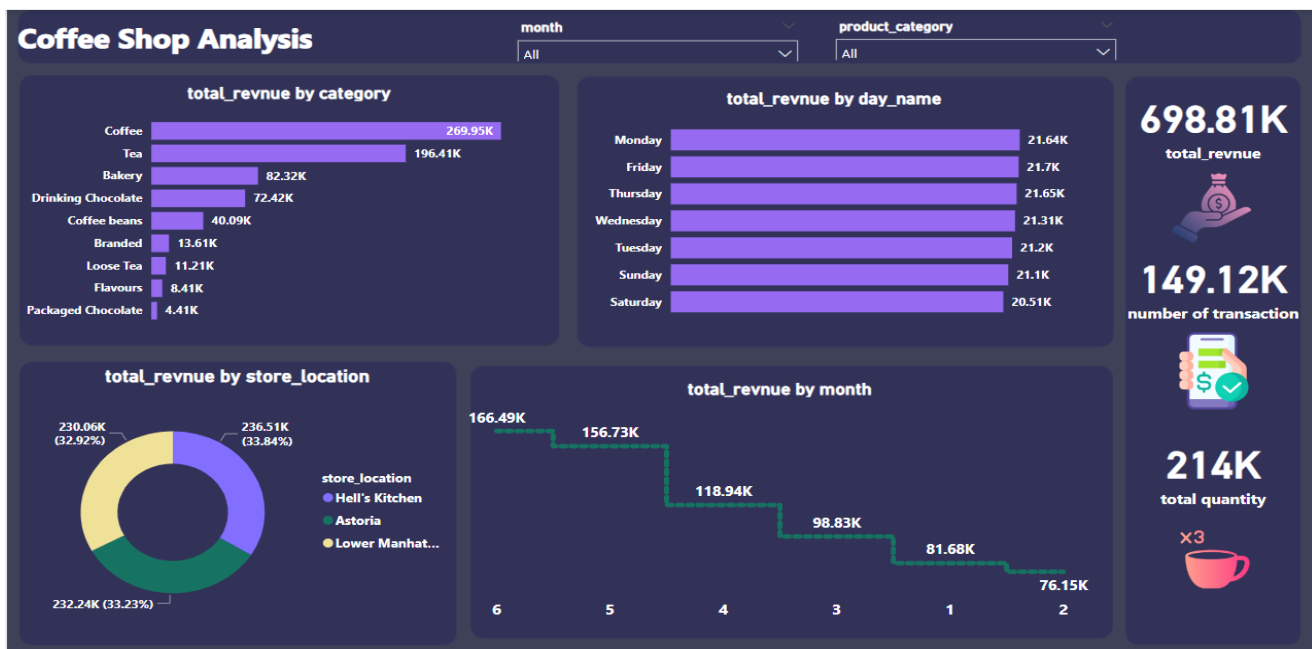 Coffee Shop Analysis
month
All
product_category
All
total_revnue by category
Coffee 269.95K
Tea 196.41K
Bakery 82.32K
Drinking Chocolate 72.42K
Coffee beans 40.09K
Branded 13.61K
Loose Tea 11.21K
Flavours 8.41K
Packaged Chocolate 4.41K
total_revnue by day_name
Monday 21.64K
Friday 21.7K
Thursday 21.65K
Wednesday 21.31K
Tuesday 21.2K
Sunday 21.1K
Saturday 20.51K
698.81K
total_revnue
$
149.12K
number of transaction
$
214K
total quantity
×3
total_revnue by store_location
230.06K
(32.92%)
236.51K
(33.84%)
232.24K (33.23%)
store_location
Hell's Kitchen
Astoria
Lower Manhat...
total_revnue by month
166.49K
156.73K
118.94K
98.83K
81.68K
76.15K
6 5 4 3 1 2